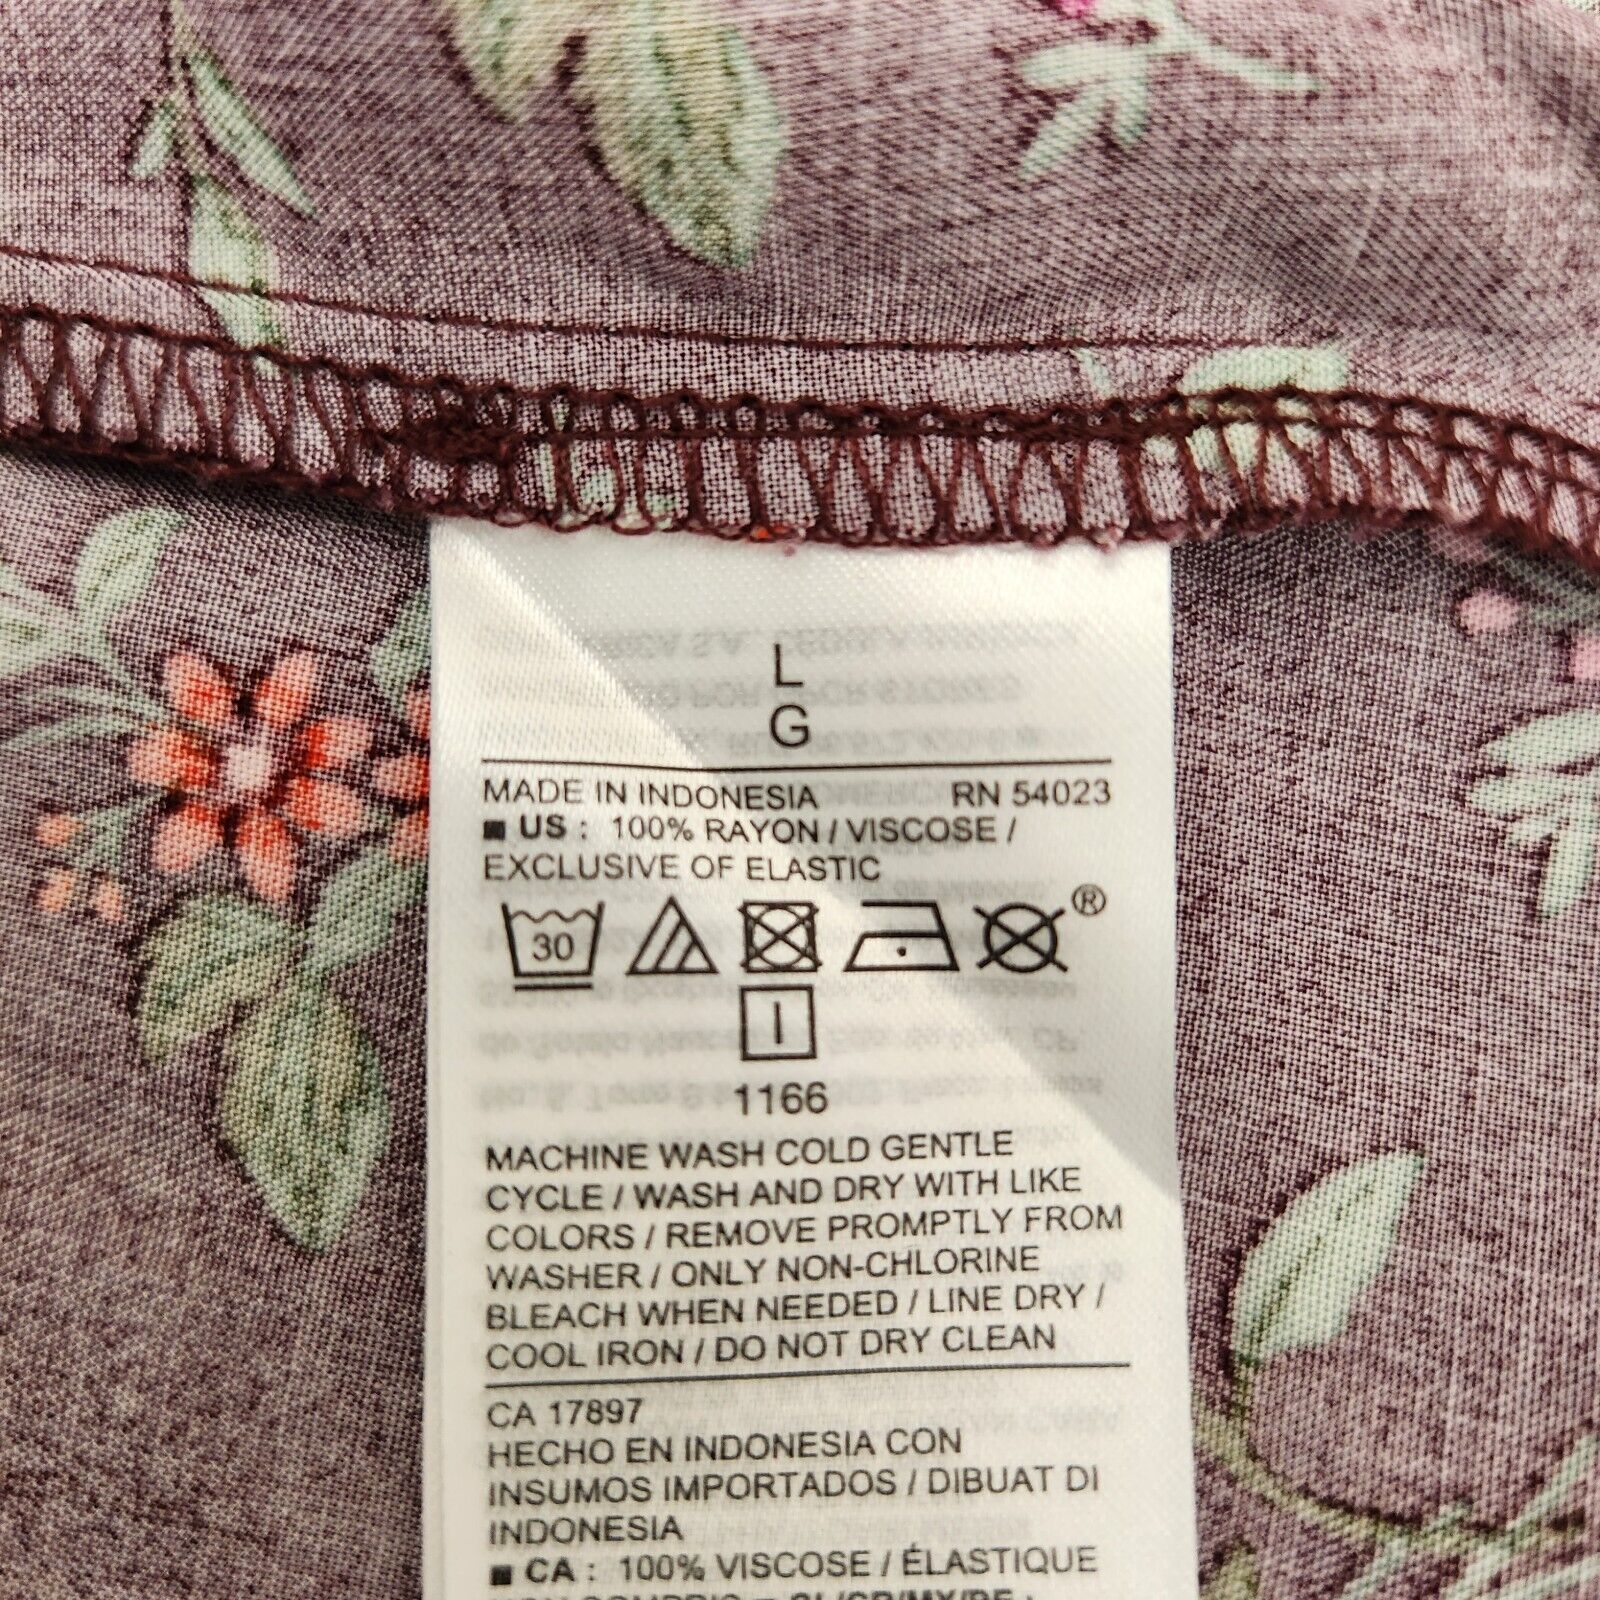 L
G
MADE IN INDONESIA RN 54023
■ US : 100% RAYON / VISCOSE /
EXCLUSIVE OF ELASTIC
30 ®
I
1166
MACHINE WASH COLD GENTLE
CYCLE / WASH AND DRY WITH LIKE
COLORS / REMOVE PROMPTLY FROM
WASHER / ONLY NON-CHLORINE
BLEACH WHEN NEEDED / LINE DRY /
COOL IRON / DO NOT DRY CLEAN
CA 17897
HECHO EN INDONESIA CON
INSUMOS IMPORTADOS / DIBUAT DI
INDONESIA
■ CA : 100% VISCOSE / ÉLASTIQUE